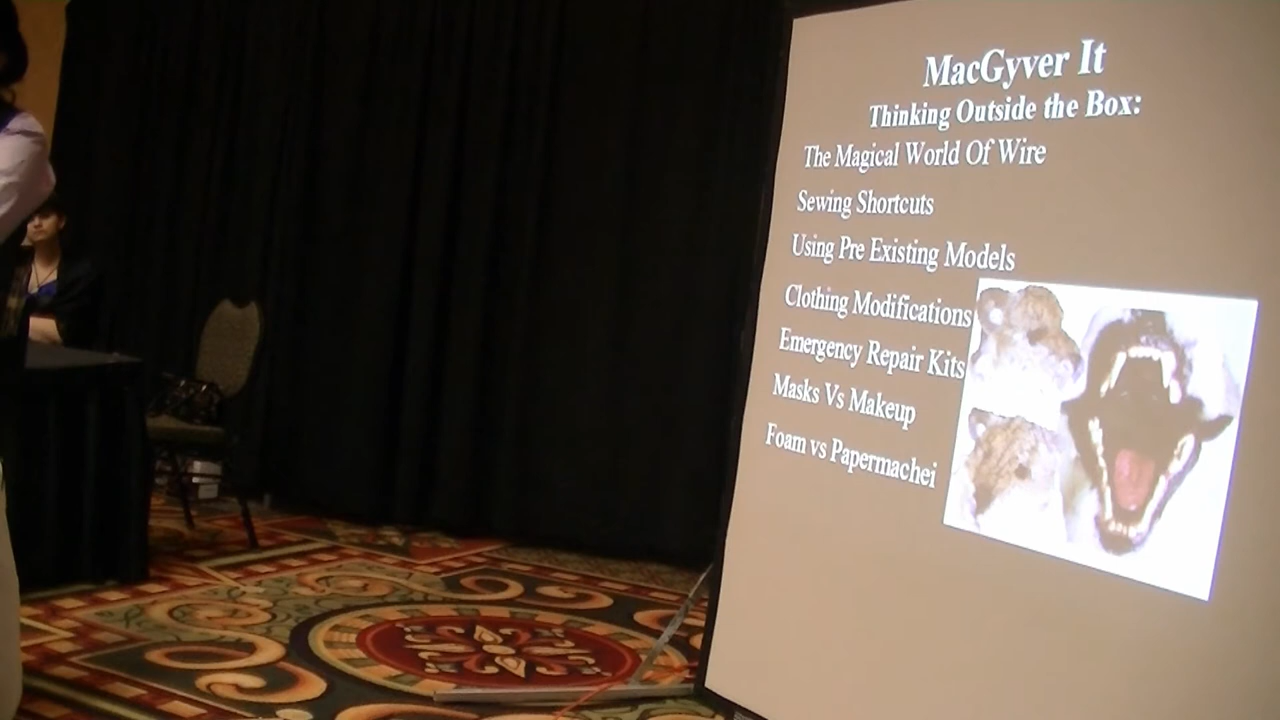 MacGyver It
Thinking Outside the Box:
The Magical World Of Wire
Sewing Shortcuts
Using Pre Existing Models
Clothing Modifications
Emergency Repair Kits
Masks Vs Makeup
Foam vs Papermachei